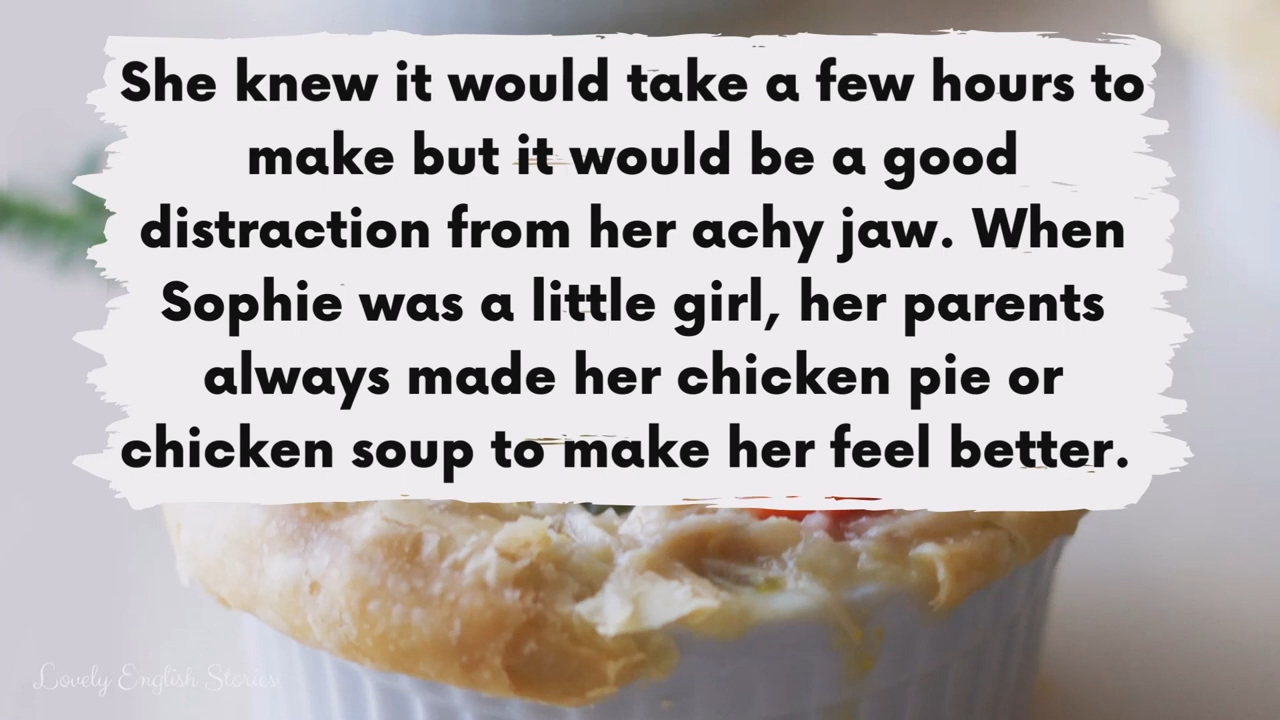 She knew it would take a few hours to
make but it would be a good
distraction from her achy jaw. When
Sophie was a little girl, her parents
always made her chicken pie or
chicken soup to make her feel better.
Lovely English Stories